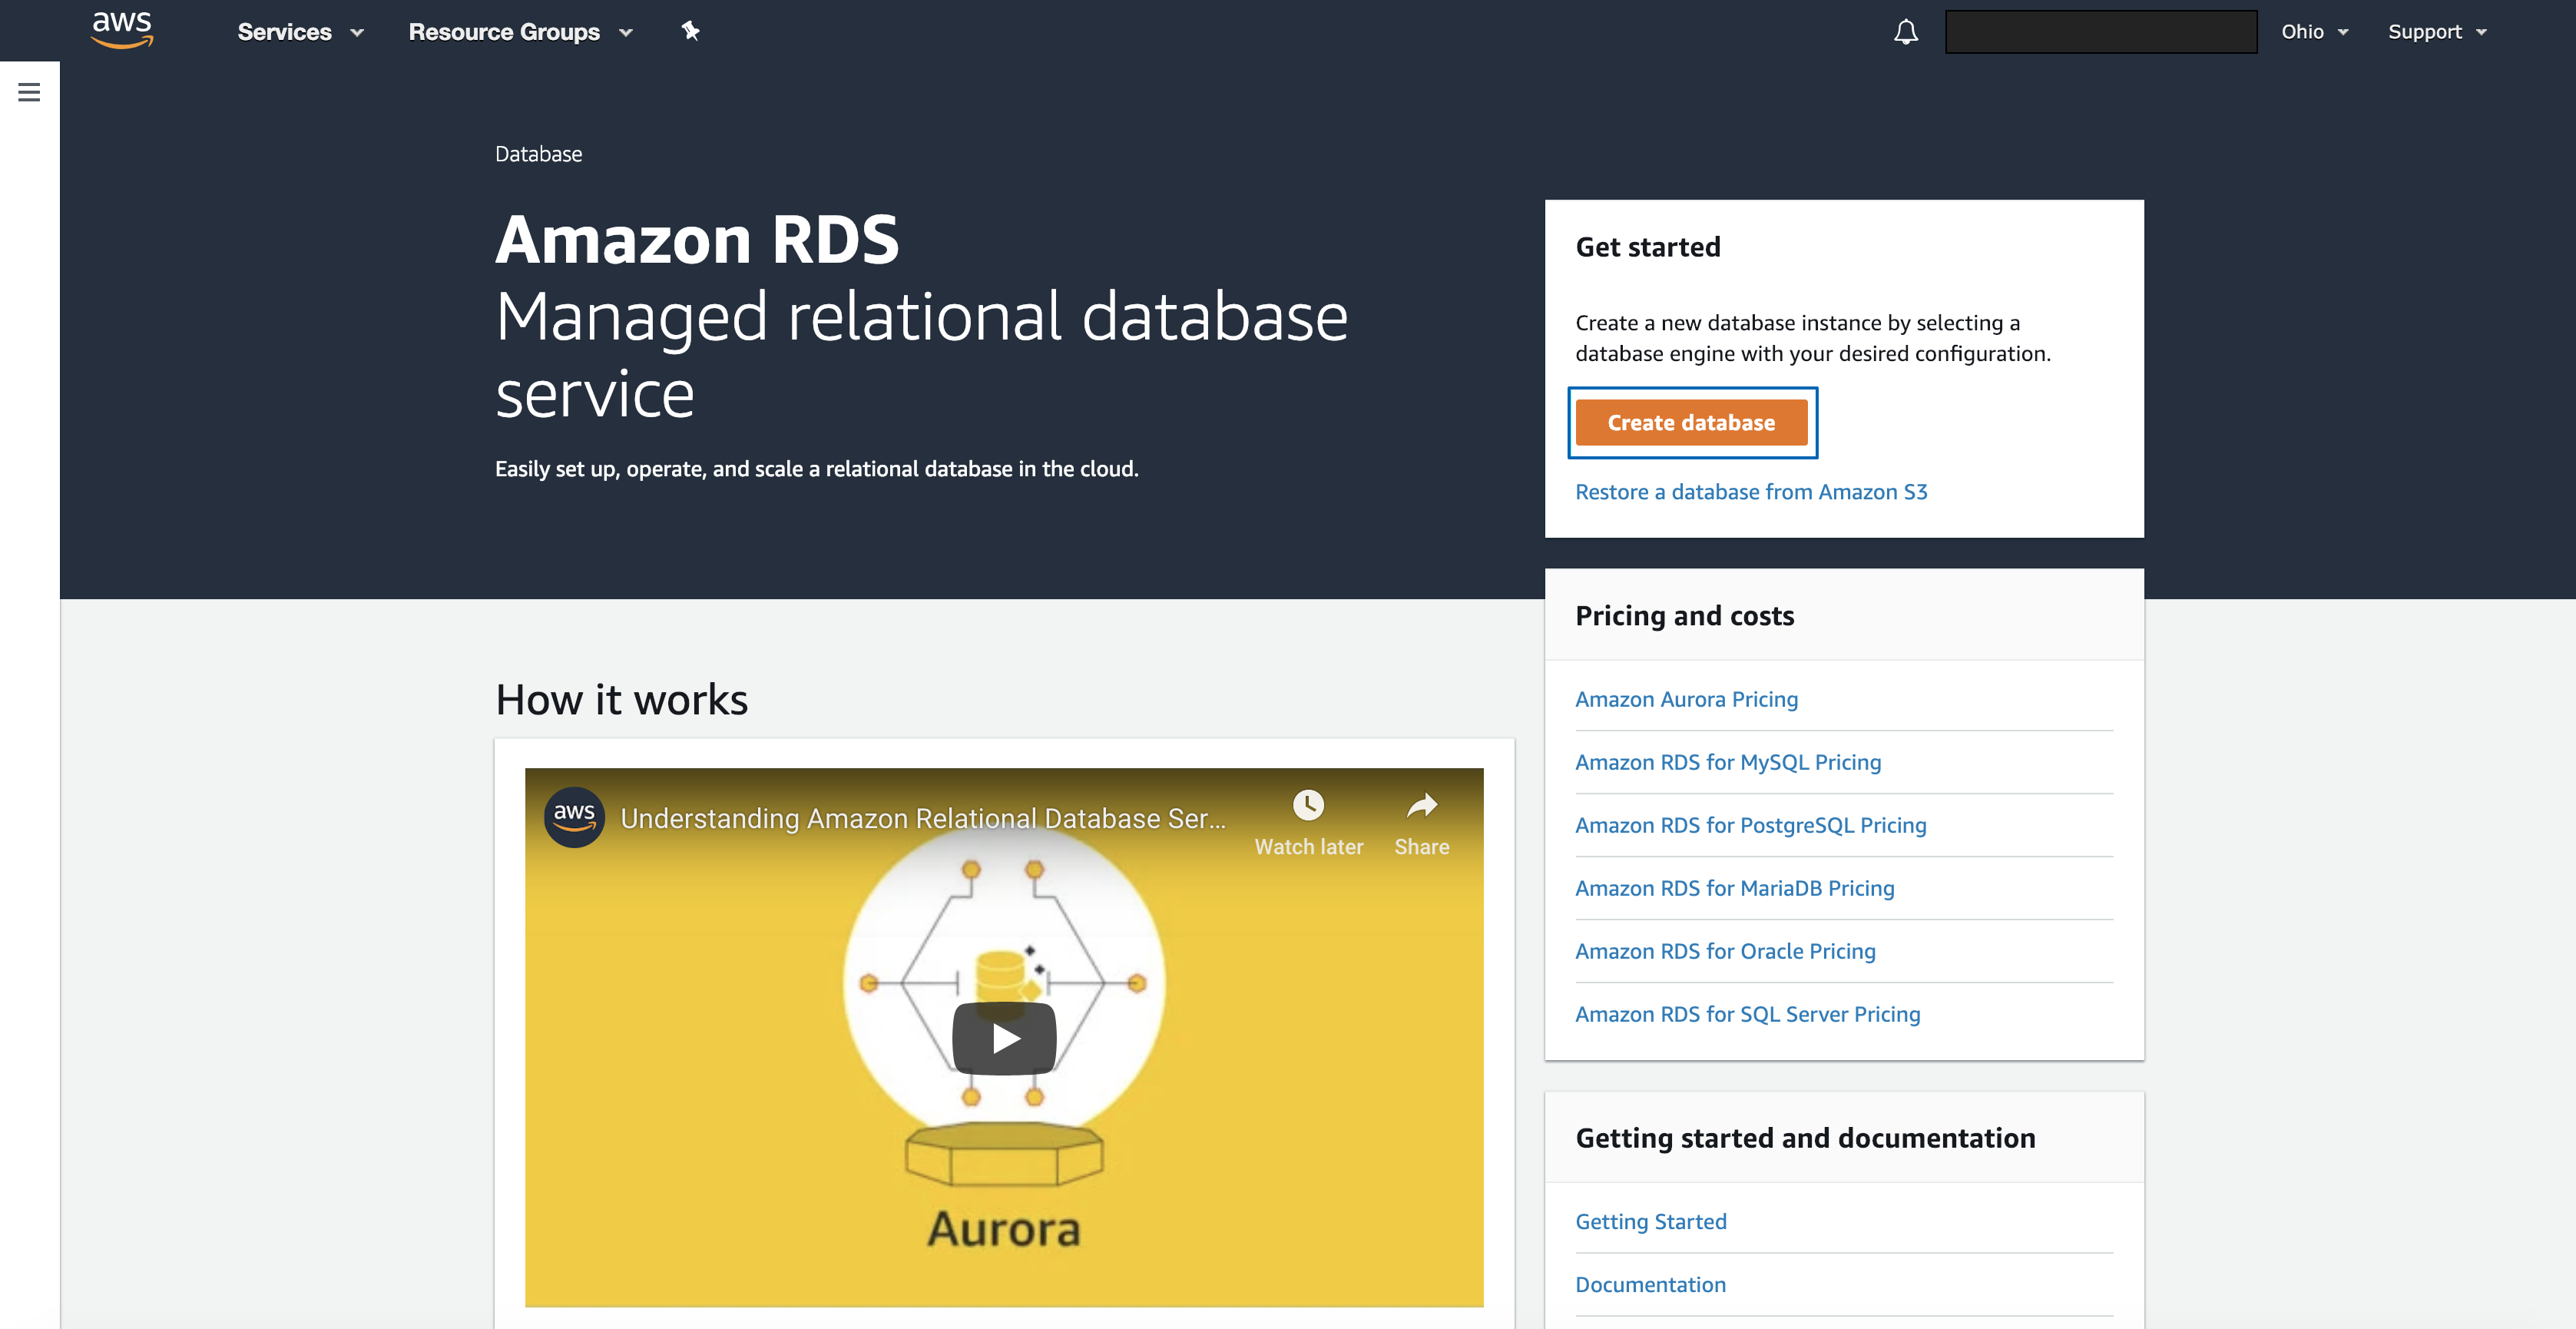 aws
Services
Resource Groups
Ohio
Support
Database
Amazon RDS
Managed relational database
service
Easily set up, operate, and scale a relational database in the cloud.
Get started
Create a new database instance by selecting a
database engine with your desired configuration.
Create database
Restore a database from Amazon S3
Pricing and costs
Amazon Aurora Pricing
Amazon RDS for MySQL Pricing
Amazon RDS for PostgreSQL Pricing
Amazon RDS for MariaDB Pricing
Amazon RDS for Oracle Pricing
Amazon RDS for SQL Server Pricing
How it works
aws
Understanding Amazon Relational Database Ser...
Watch later
Share
Aurora
Getting started and documentation
Getting Started
Documentation